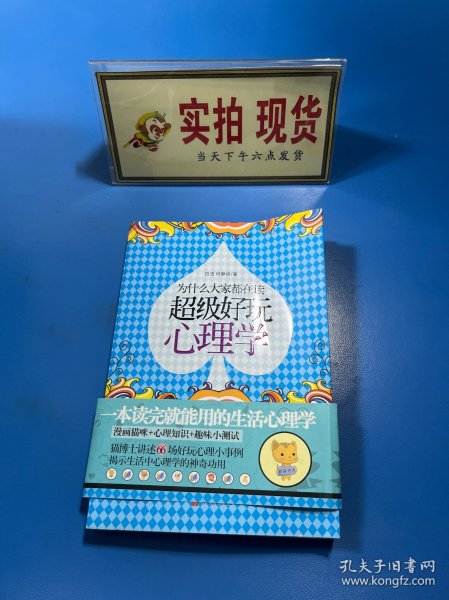 实拍 现货
当天下午六点发货
为什么大家都在读
超级好玩
心理学
一本读完就能用的生活心理学
漫画猫咪+心理知识+趣味小测试
猫博士讲述66场好玩心理小事例
揭示生活中心理学的神奇功用
孔夫子旧书网
www.kongfz.com